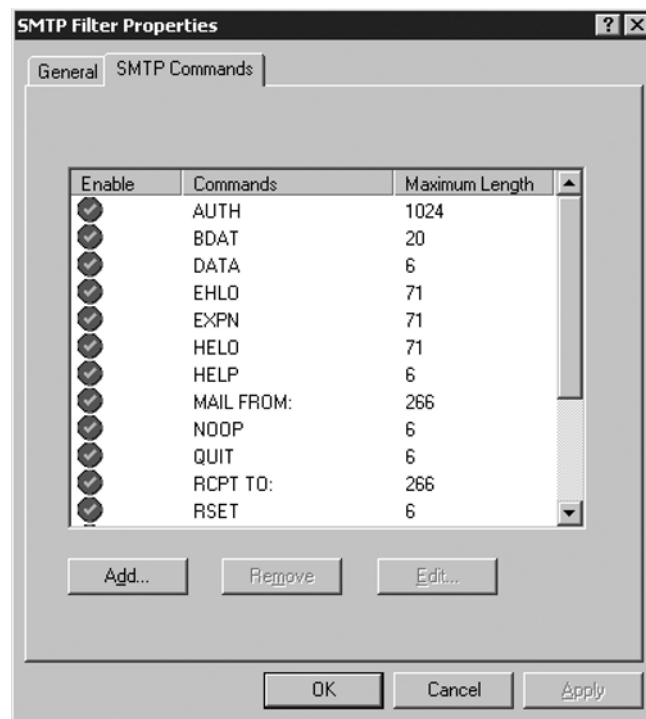 SMTP Filter Properties
General SMTP Commands
Enable Commands Maximum Length
AUTH 1024
BDAT 20
DATA 6
EHLO 71
EXPN 71
HELO 71
HELP 6
MAIL FROM: 266
NOOP 6
QUIT 6
RCPT TO: 266
RSET 6
Add... Remove Edit...
OK Cancel Apply